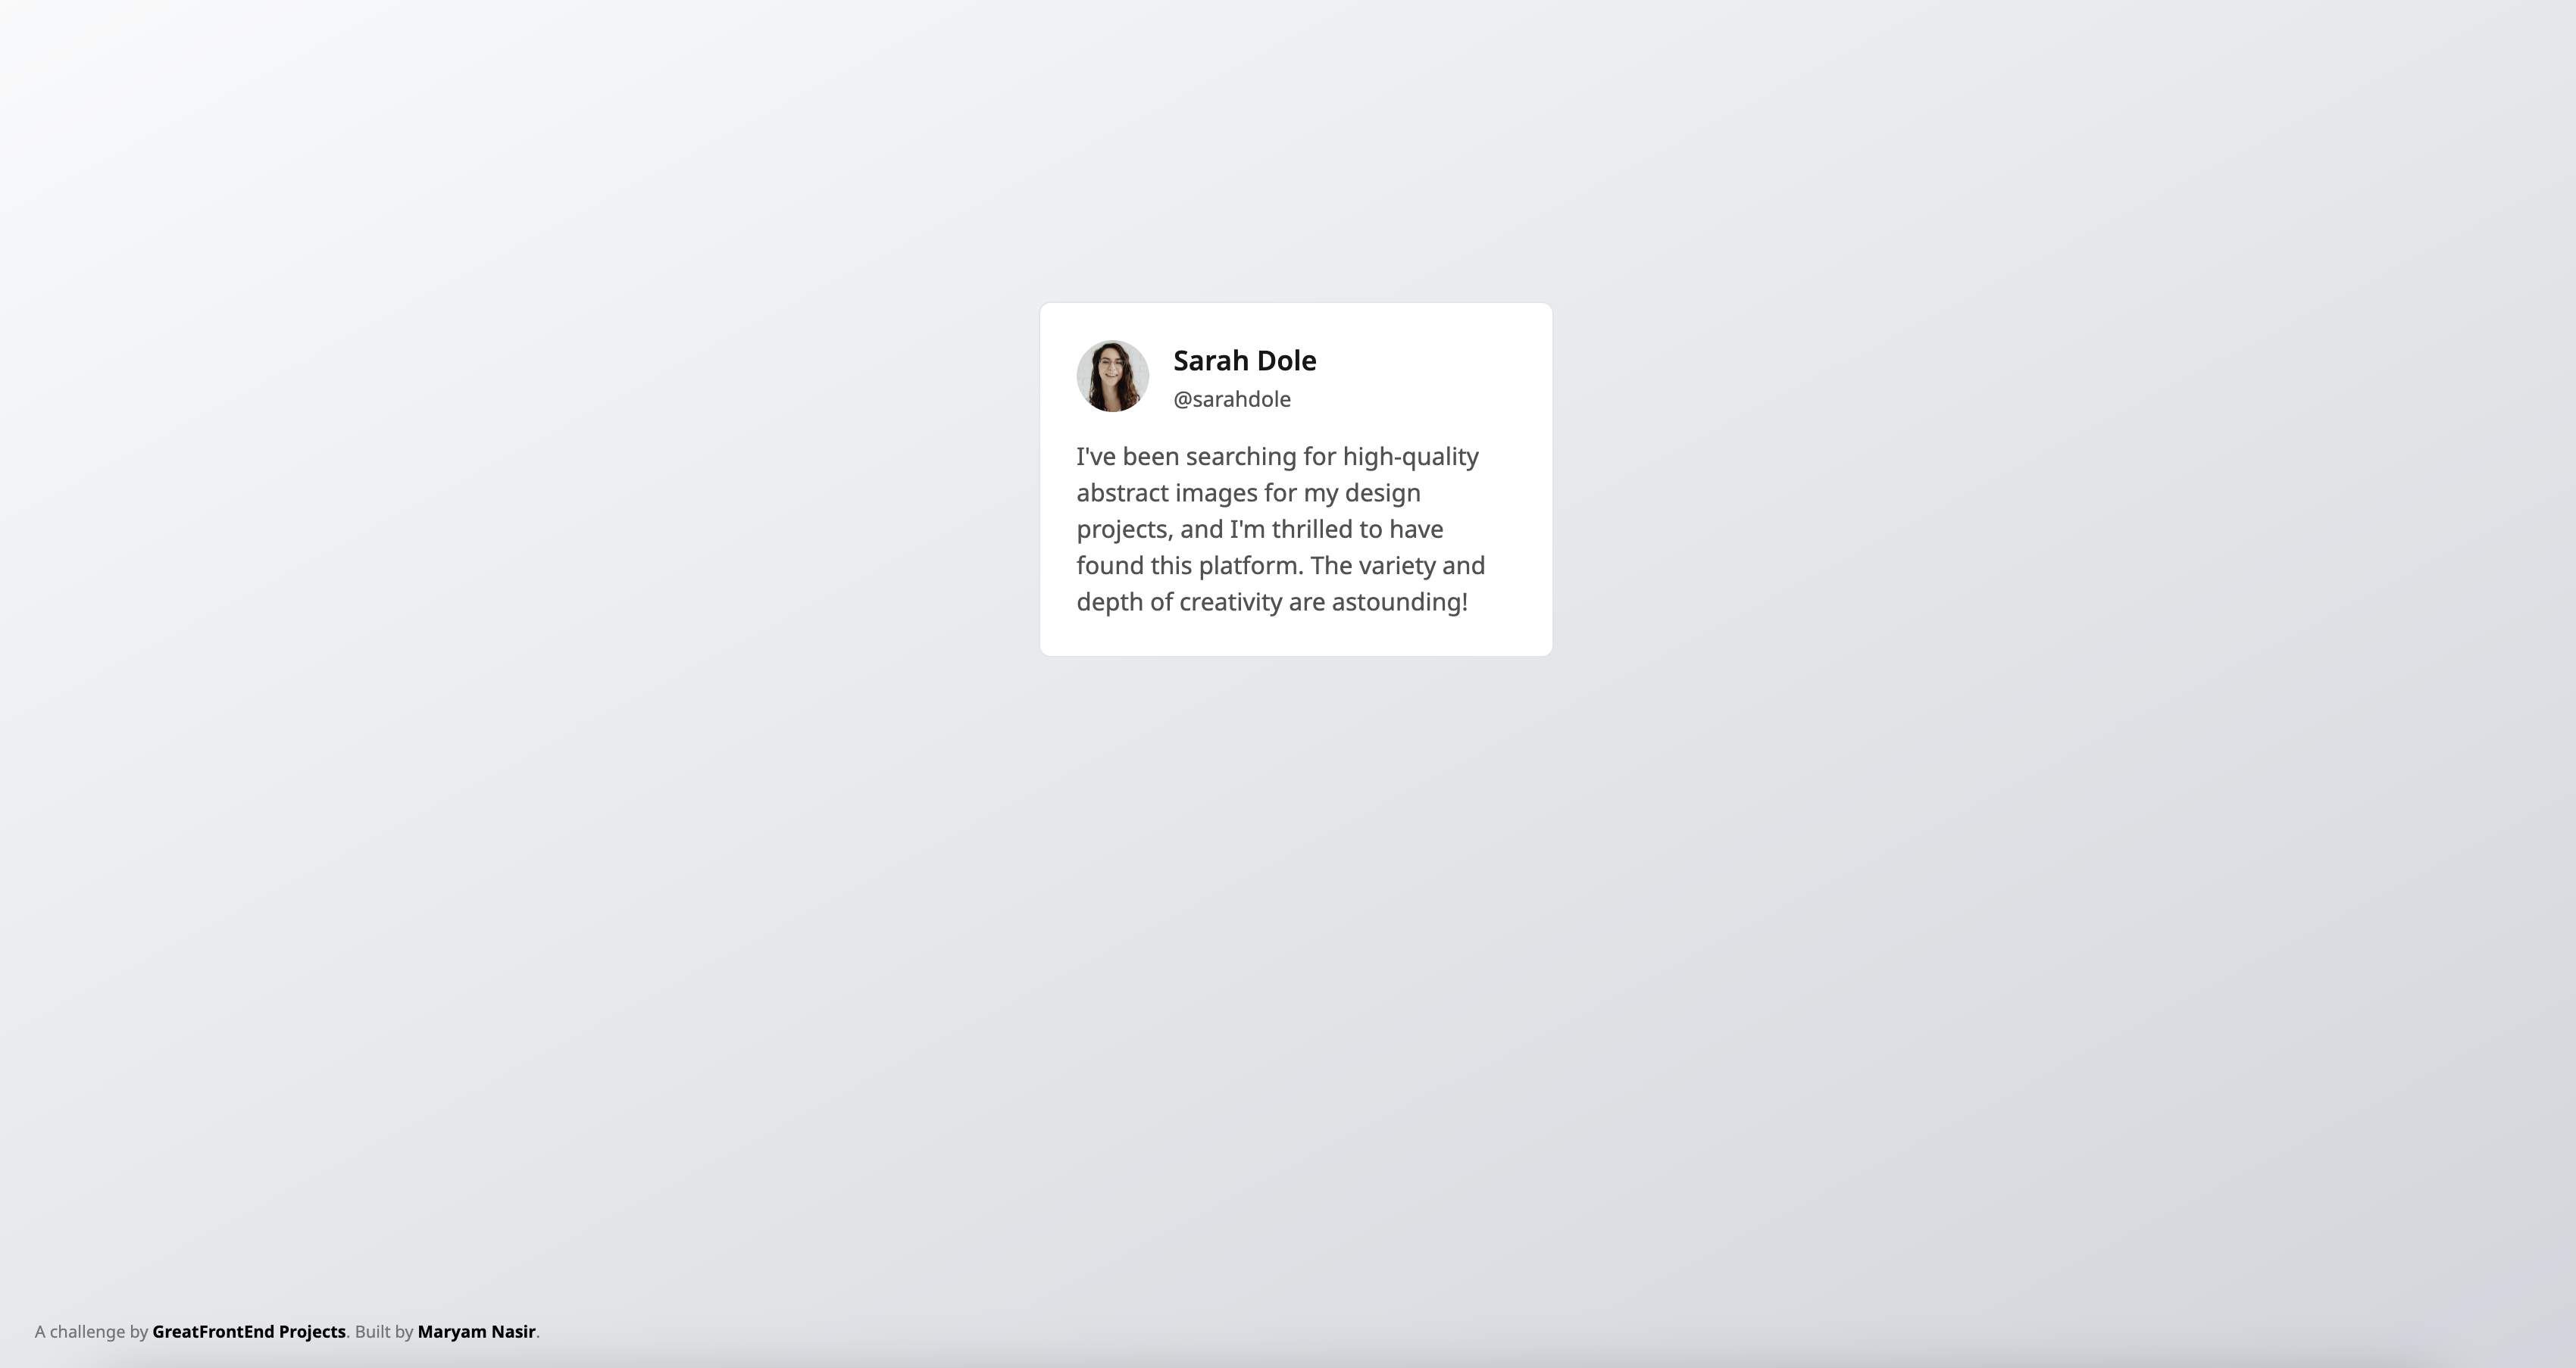 Sarah Dole
@sarahdole
I've been searching for high-quality
abstract images for my design
projects, and I'm thrilled to have
found this platform. The variety and
depth of creativity are astounding!
A challenge by GreatFrontEnd Projects. Built by Maryam Nasir.